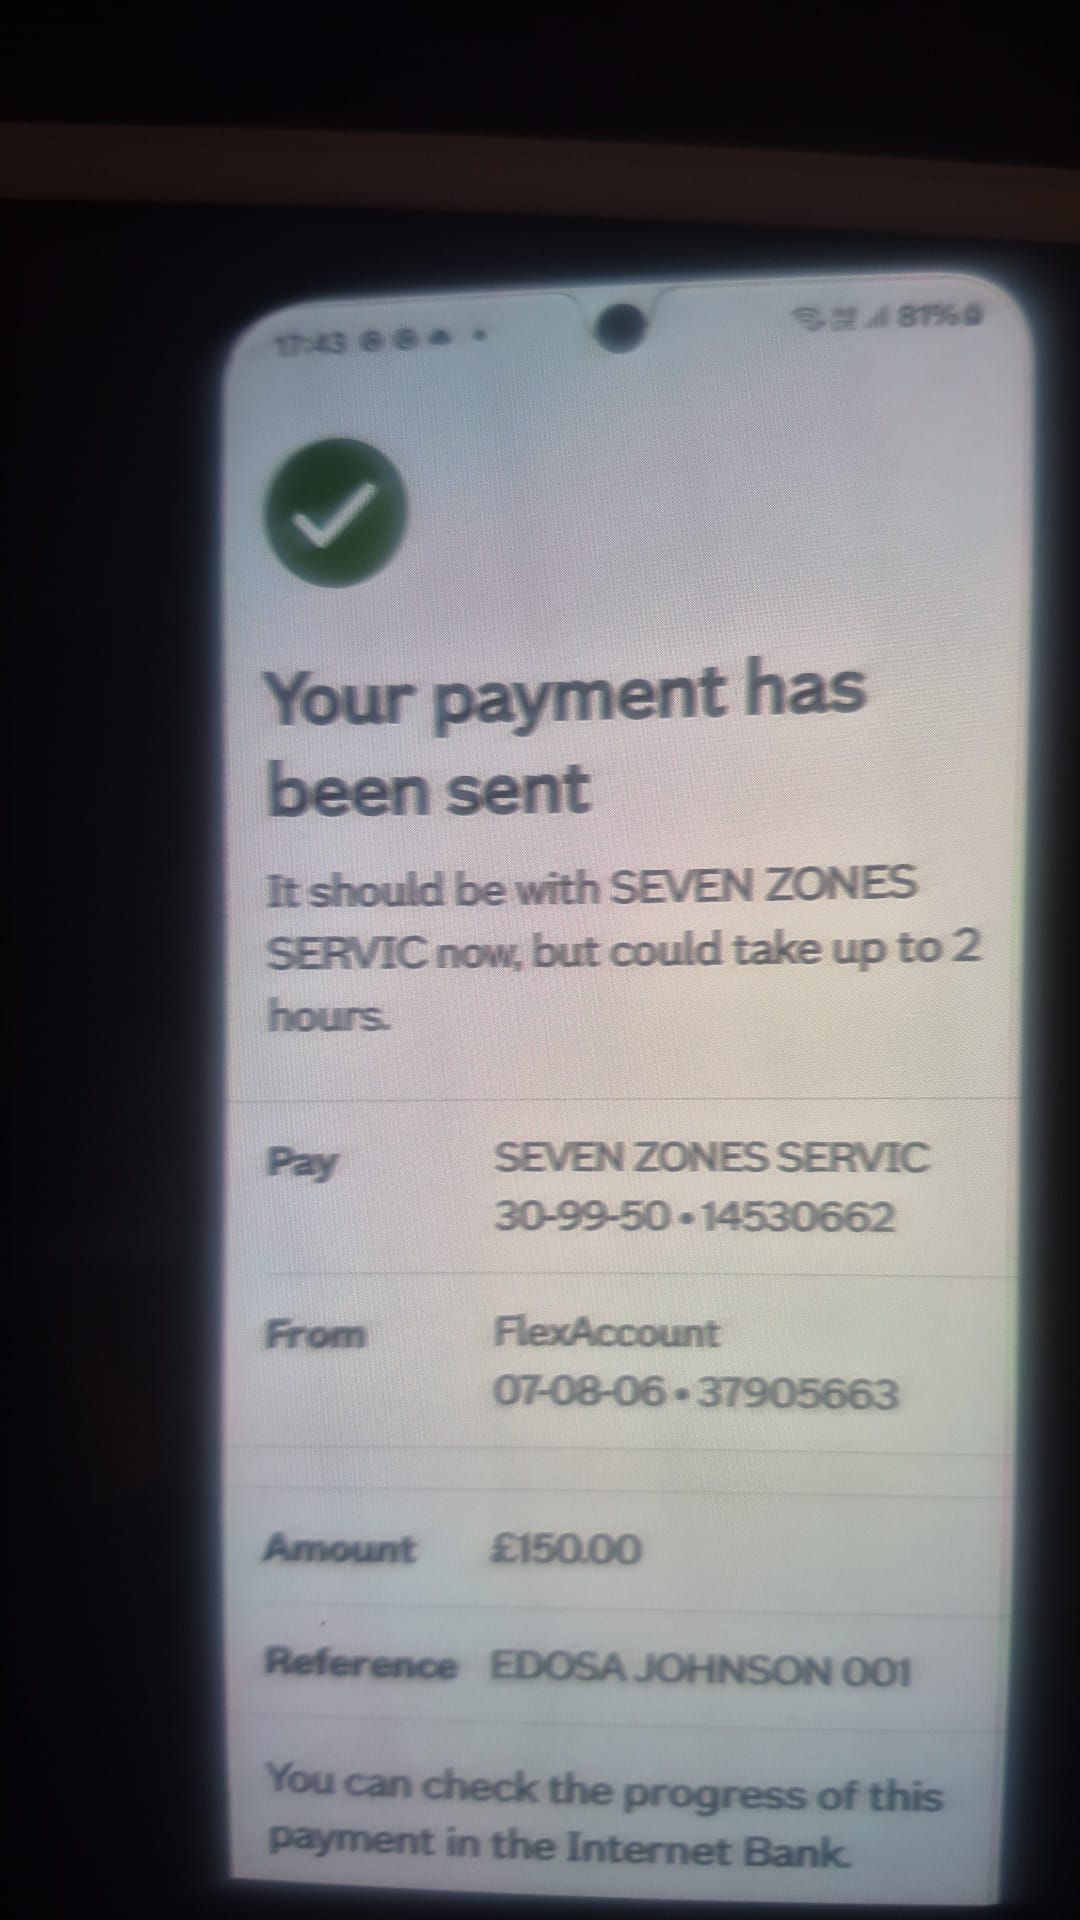 17:43
81%
Your payment has
been sent
It should be with SEVEN ZONES
SERVIC now, but could take up to 2
hours.
Pay SEVEN ZONES SERVIC
30-99-50 • 14530662
From FlexAccount
07-08-06 • 37905663
Amount £150.00
Reference EDOSA JOHNSON 001
You can check the progress of this
payment in the Internet Bank.